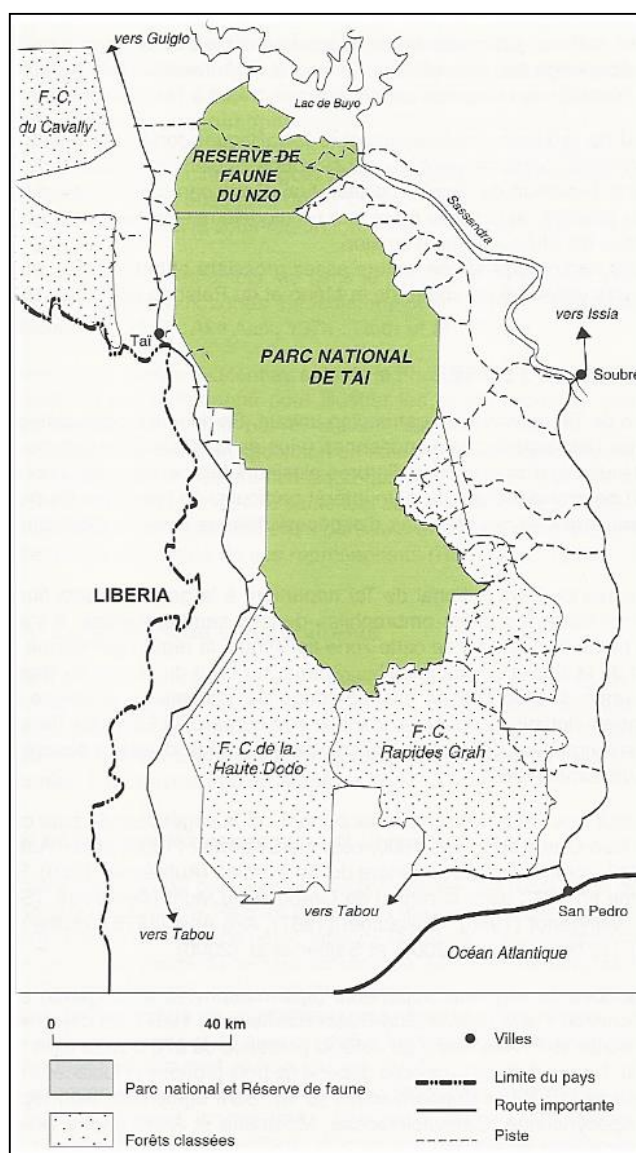 vers Guiglo
F. C.
du Cavally
Lac de Buyo
RESERVE DE
FAUNE
DU NZO
Sassandra
vers Issia
Taï
PARC NATIONAL
DE TAI
Soubre
LIBERIA
F. C de la
Haute Dodo
F. C.
Rapides Grah
vers Tabou
vers Tabou
San Pedro
Océan Atlantique
0 40 km
Parc national et Réserve de faune
Forêts classées
Villes
Limite du pays
Route importante
Piste